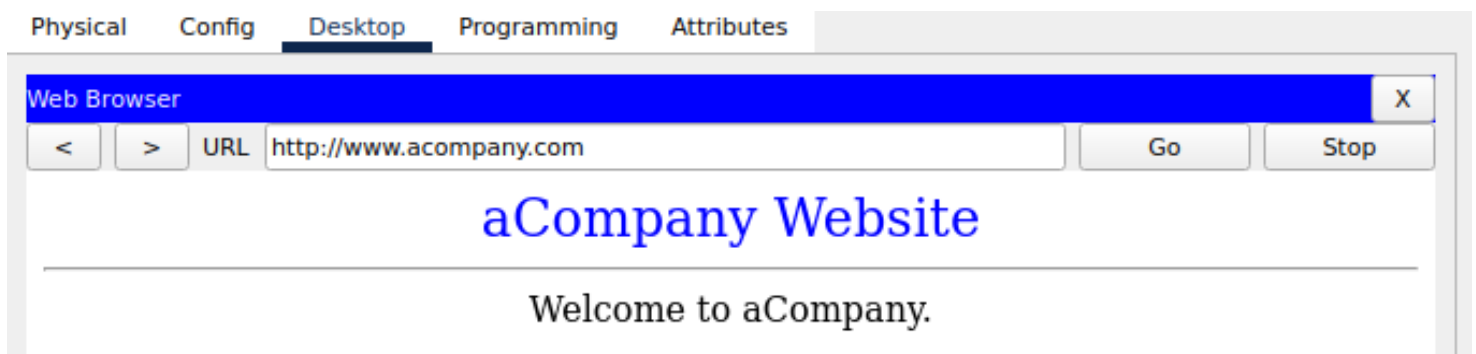 Physical Config Desktop Programming Attributes
Web Browser X
< > URL http://www.acompany.com Go Stop
aCompany Website
Welcome to aCompany.